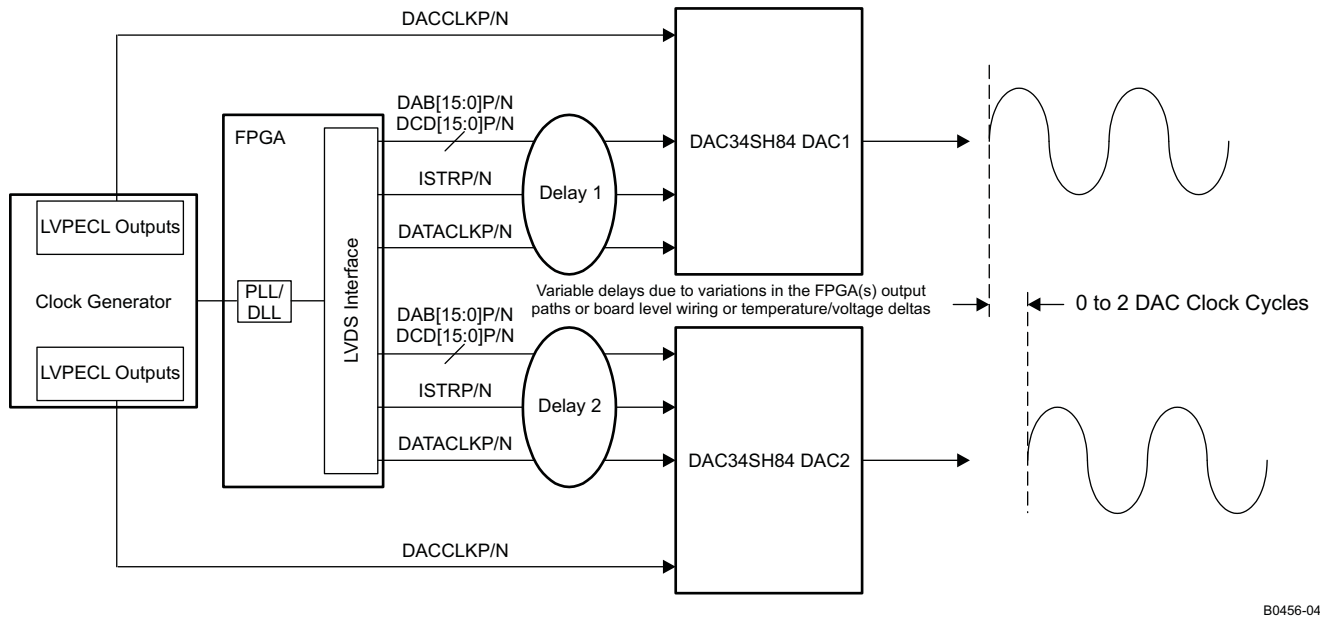 DACCLKP/N
DAB[15:0]P/N
DCD[15:0]P/N
FPGA
DAC34SH84 DAC1
ISTRP/N
Delay 1
LVPECL Outputs
DATACLKP/N
LVDS Interface
Clock Generator
PLL/
DLL
Variable delays due to variations in the FPGA(s) output
paths or board level wiring or temperature/voltage deltas
0 to 2 DAC Clock Cycles
DAB[15:0]P/N
DCD[15:0]P/N
LVPECL Outputs
ISTRP/N
Delay 2
DATACLKP/N
DAC34SH84 DAC2
DACCLKP/N
B0456-04